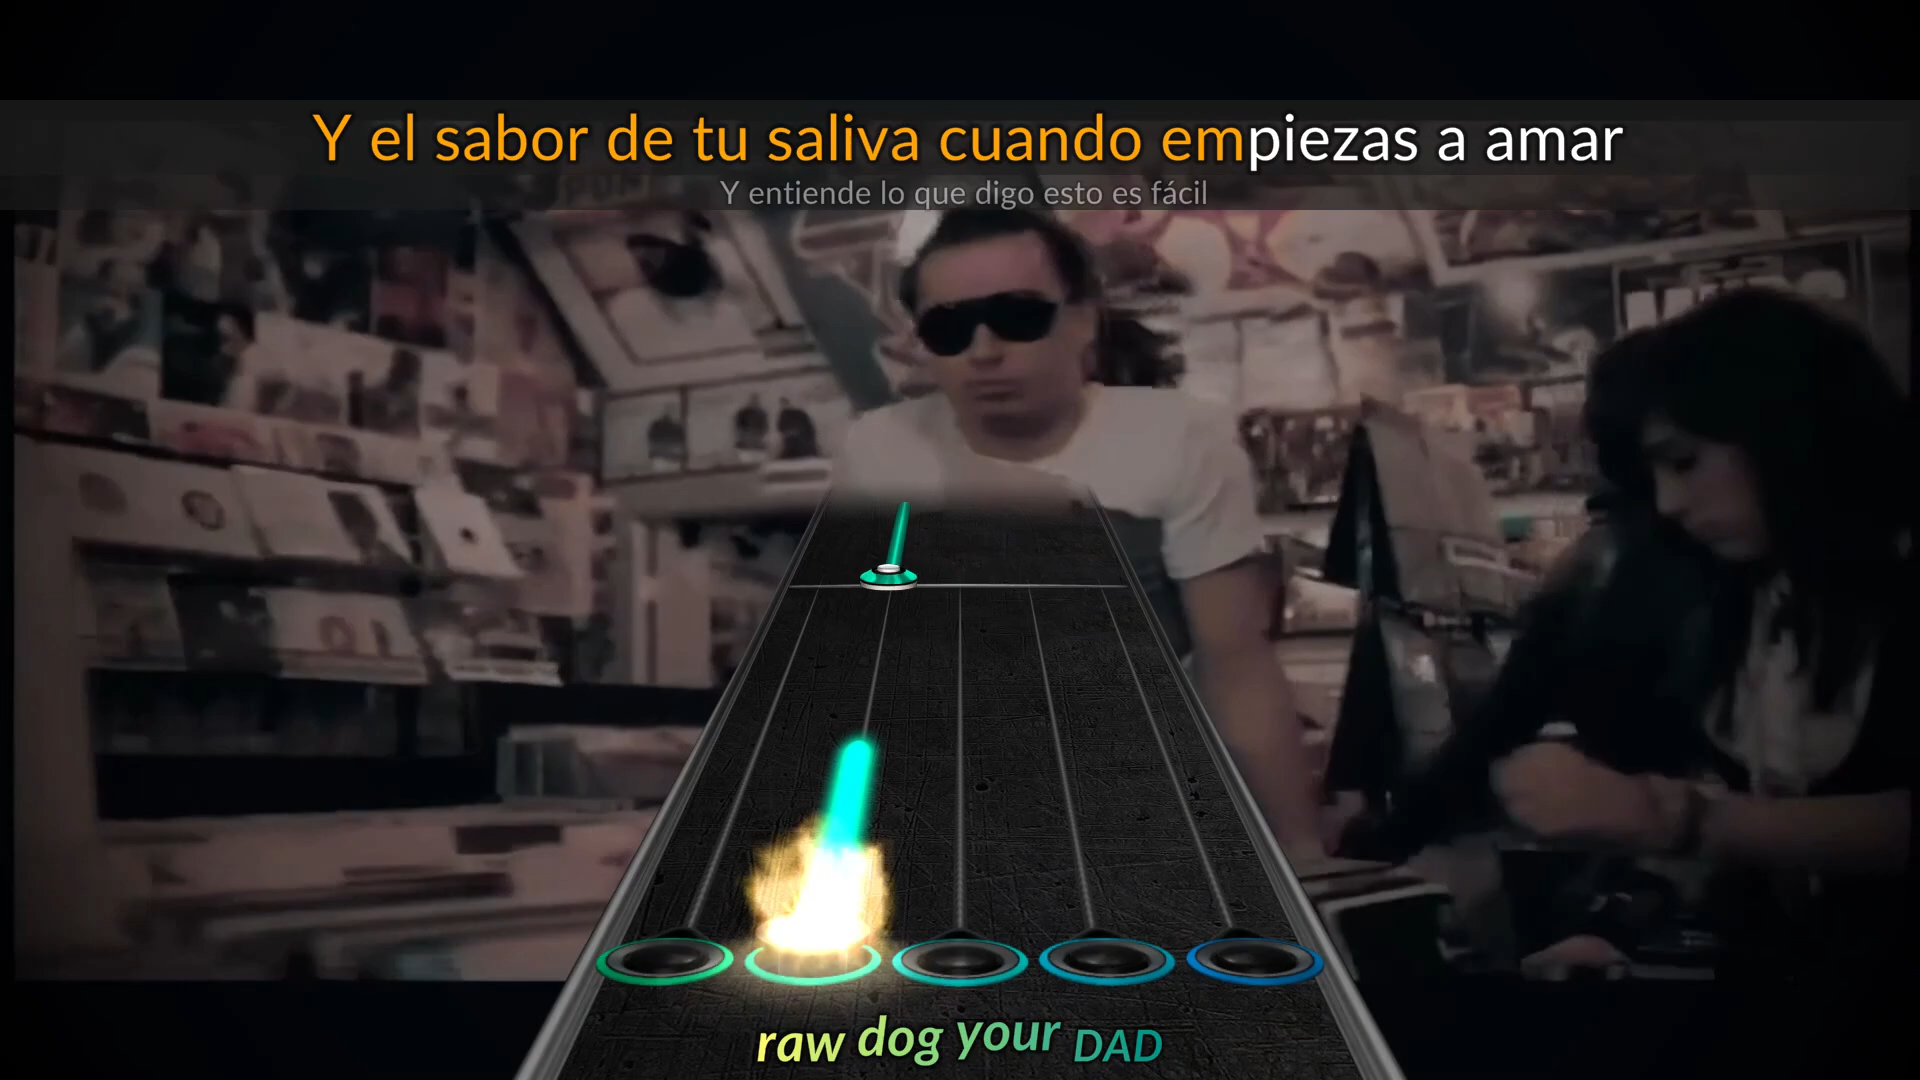 Y el sabor de tu saliva cuando empiezas a amar
Y entiende lo que digo esto es fácil
raw dog your DAD